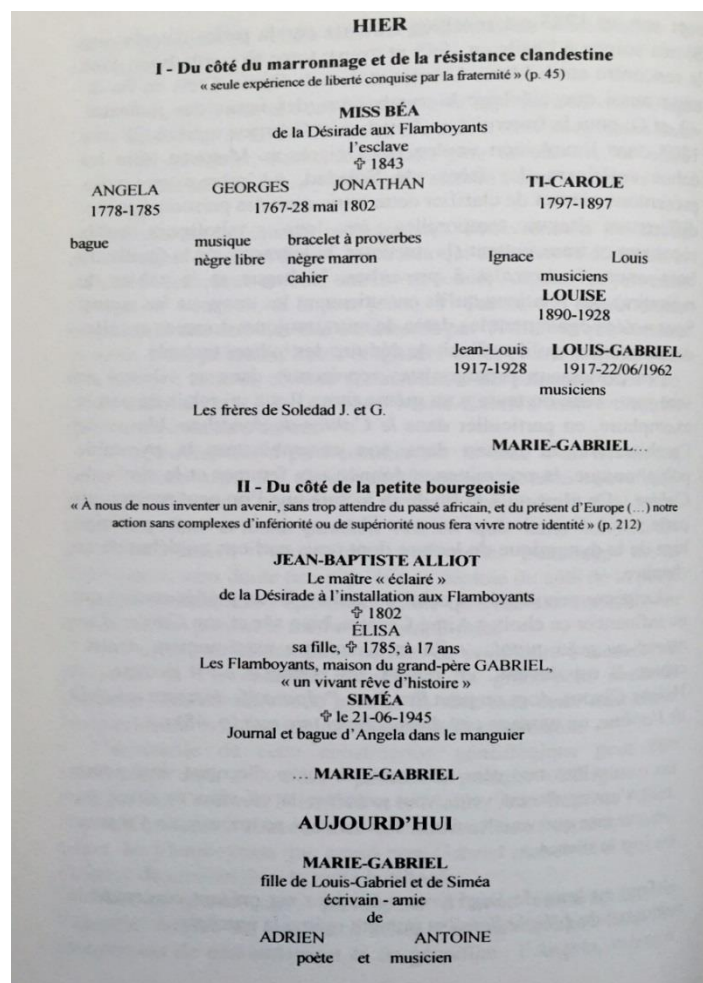 HIER
I - Du côté du marronnage et de la résistance clandestine
« seule expérience de liberté conquise par la fraternité » (p. 45)
MISS BÉA
de la Désirade aux Flamboyants
l'esclave
✞ 1843
ANGELA GEORGES JONATHAN TI-CAROLE
1778-1785 1767-28 mai 1802 1797-1897
bague musique bracelet à proverbes
nègre libre nègre marron Ignace Louis
cahier musiciens
LOUISE
1890-1928
Jean-Louis LOUIS-GABRIEL
1917-1928 1917-22/06/1962
musiciens
Les frères de Soledad J. et G.
MARIE-GABRIEL...
II - Du côté de la petite bourgeoisie
« À nous de nous inventer un avenir, sans trop attendre du passé africain, et du présent d'Europe (...) notre
action sans complexes d'infériorité ou de supériorité nous fera vivre notre identité » (p. 212)
JEAN-BAPTISTE ALLIOT
Le maître « éclairé »
de la Désirade à l'installation aux Flamboyants
✞ 1802
ÉLISA
sa fille, ✞ 1785, à 17 ans
Les Flamboyants, maison du grand-père GABRIEL,
« un vivant rêve d'histoire »
SIMÉA
✞ le 21-06-1945
Journal et bague d'Angela dans le manguier
... MARIE-GABRIEL
AUJOURD'HUI
MARIE-GABRIEL
fille de Louis-Gabriel et de Siméa
écrivain - amie
de
ADRIEN ANTOINE
poète et musicien